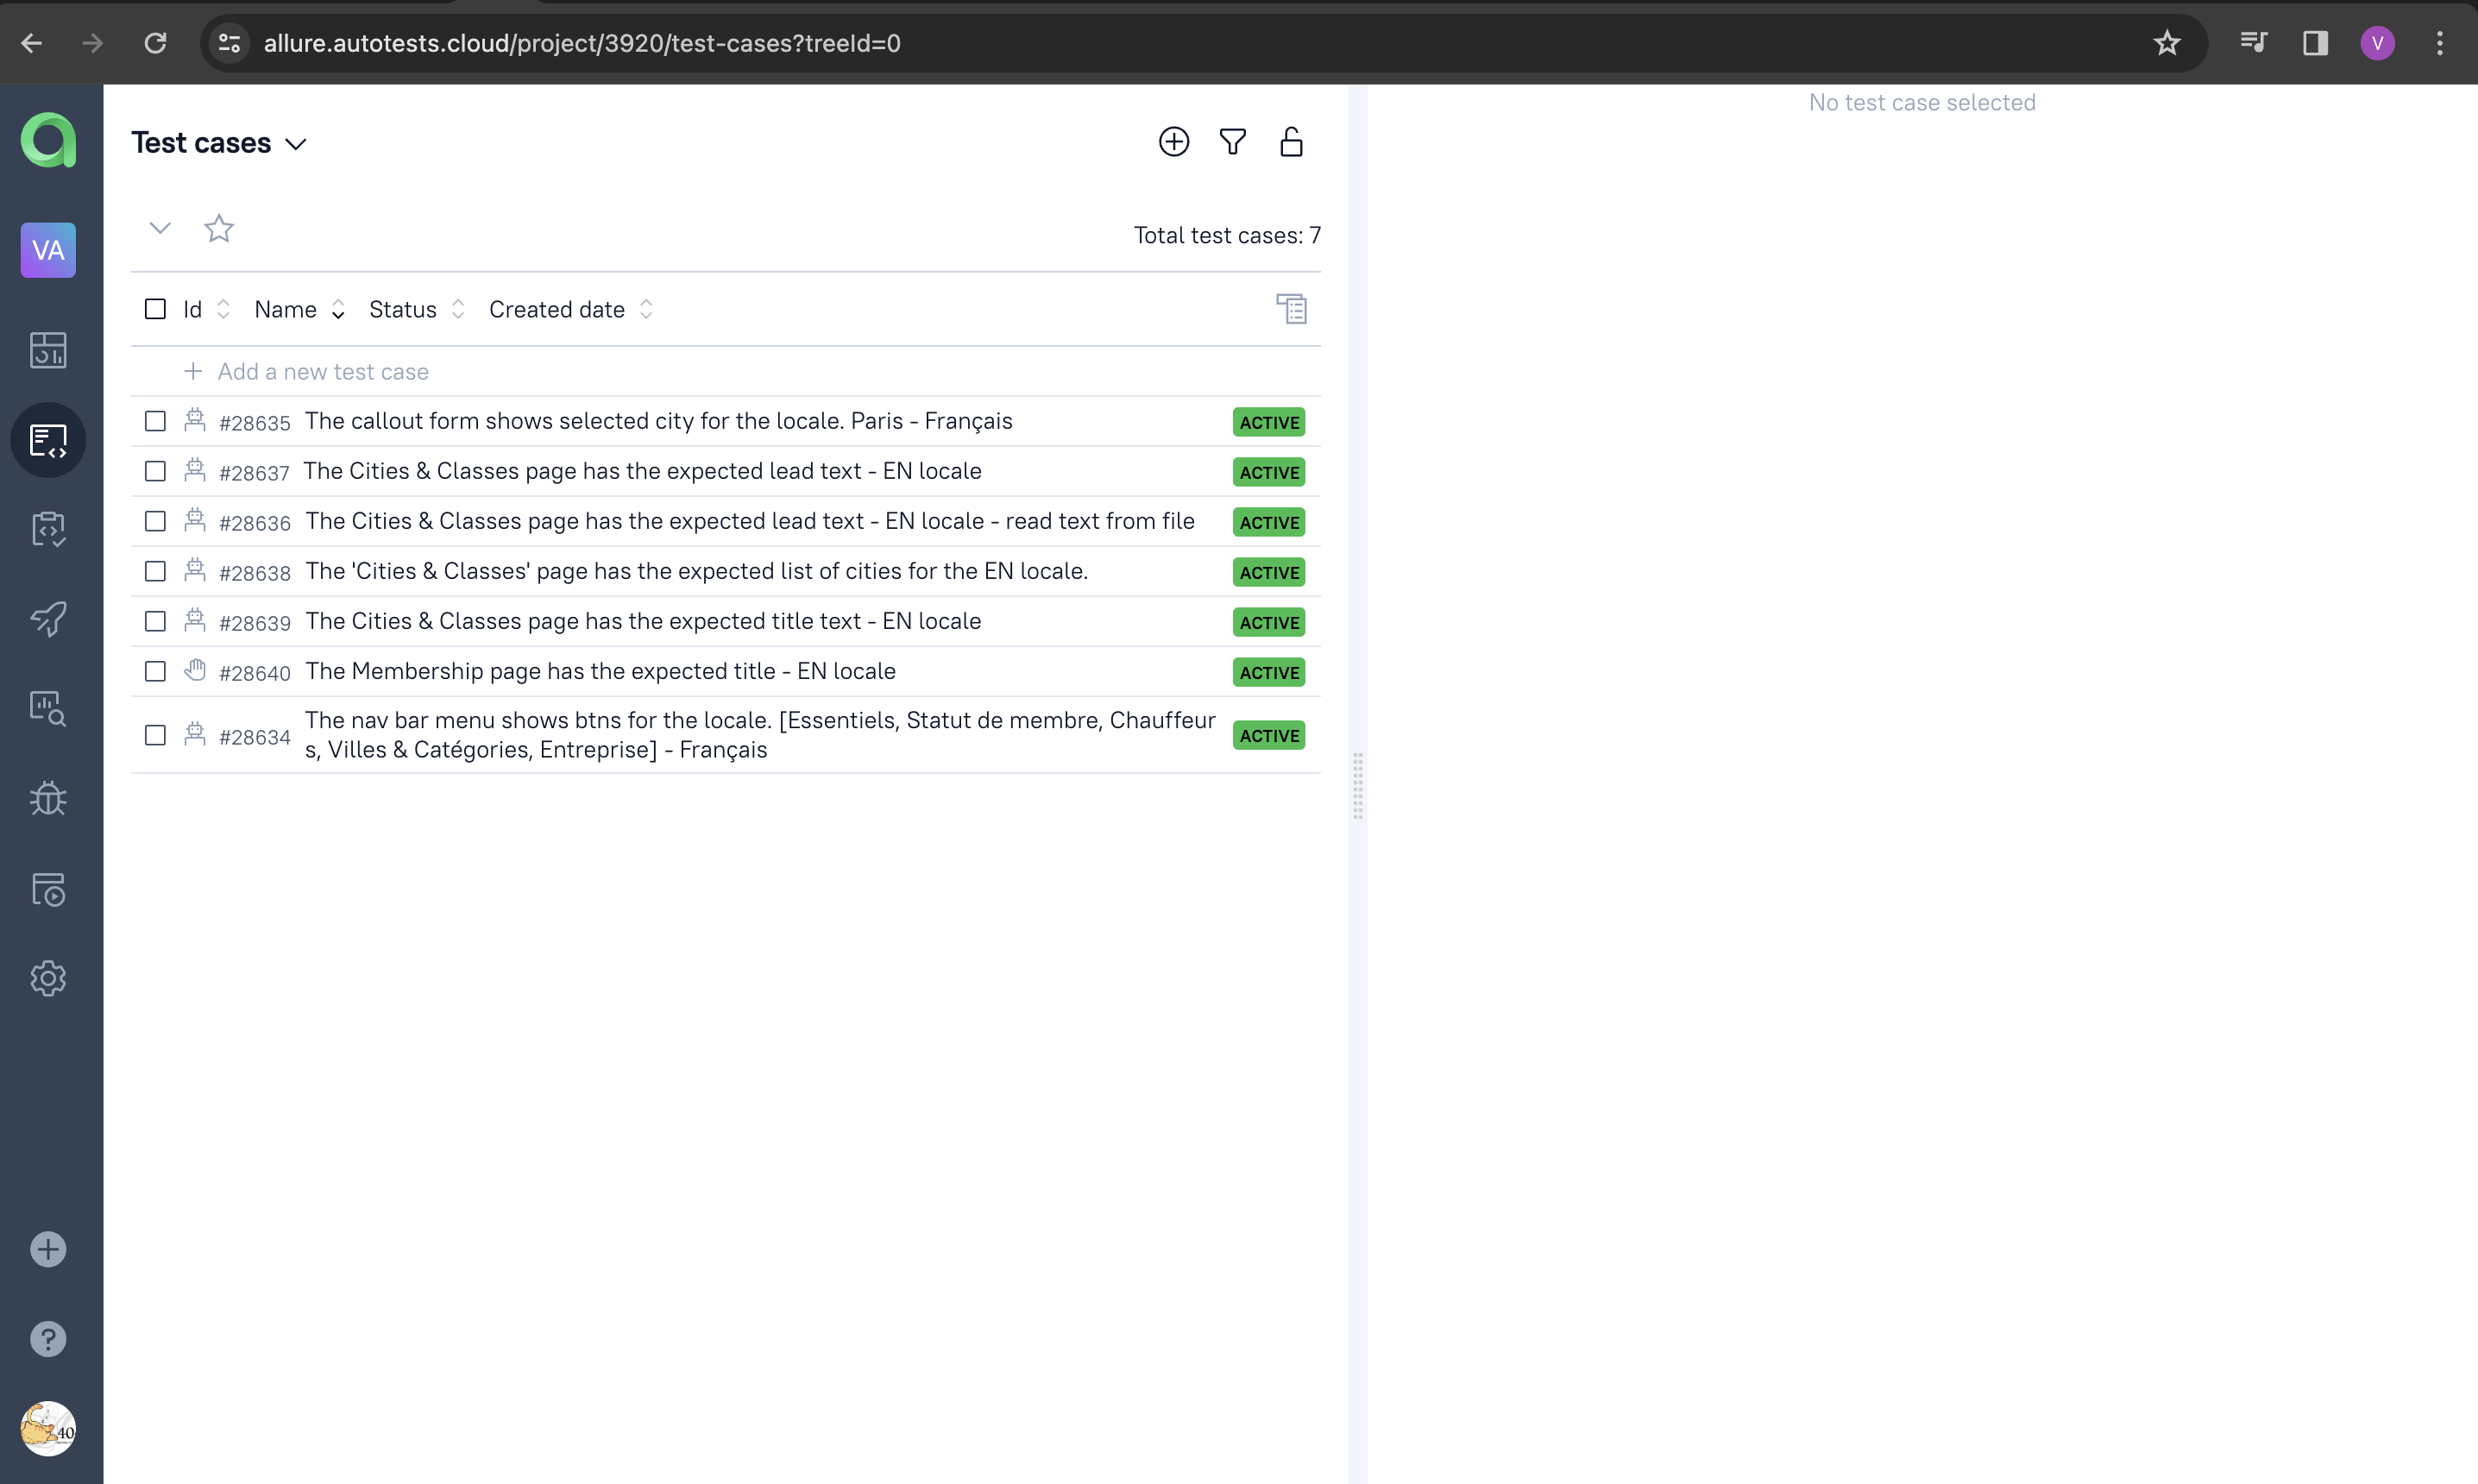 allure.autotests.cloud/project/3920/test-cases?treeId=0
V
No test case selected
Test cases
VA
Total test cases: 7
Id Name Status Created date
Add a new test case
#28635 The callout form shows selected city for the locale. Paris - Français ACTIVE
#28637 The Cities & Classes page has the expected lead text - EN locale ACTIVE
#28636 The Cities & Classes page has the expected lead text - EN locale - read text from file ACTIVE
#28638 The 'Cities & Classes' page has the expected list of cities for the EN locale. ACTIVE
#28639 The Cities & Classes page has the expected title text - EN locale ACTIVE
#28640 The Membership page has the expected title - EN locale ACTIVE
#28634 The nav bar menu shows btns for the locale. [Essentiels, Statut de membre, Chauffeur
s, Villes & Catégories, Entreprise] - Français ACTIVE
40